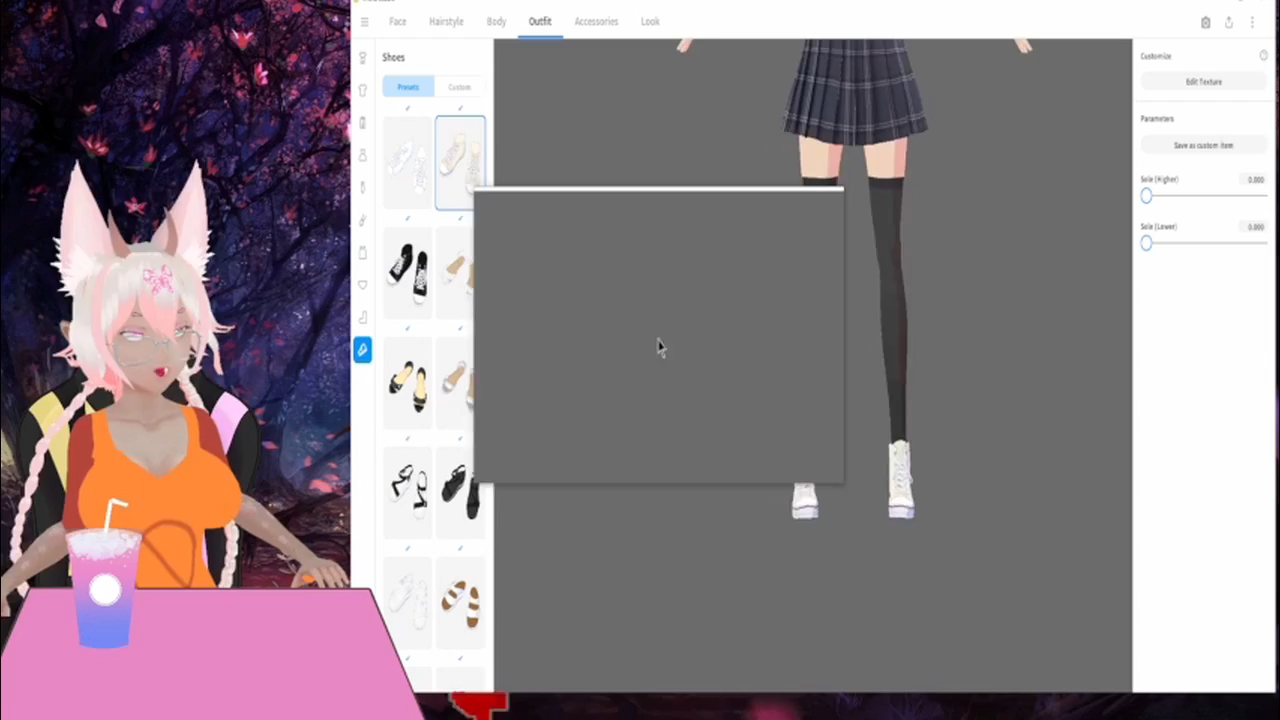 Face Hairstyle Body Outfit Accessories Look
Shoes
Presets Custom
Customize
Edit Texture
Parameters
Save as custom item
Sole (Higher) 0.000
Sole (Lower) 0.000